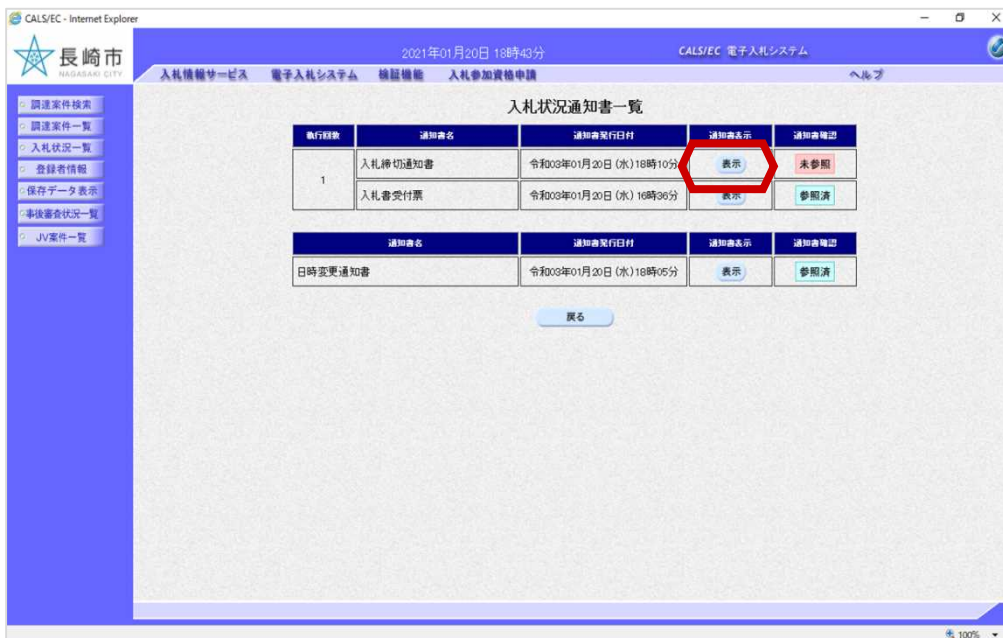 CALS/EC - Internet Explorer
長崎市
NAGASAKI CITY
2021年01月20日 18時43分
CALS/EC 電子入札システム
入札情報サービス 電子入札システム 検証機能 入札参加資格申請 ヘルプ
調達案件検索
調達案件一覧
入札状況一覧
登録者情報
保存データ表示
事後審査状況一覧
JV案件一覧
入札状況通知書一覧
執行回数 通知書名 通知書発行日付 通知書表示 通知書確認
1
入札締切通知書 令和03年01月20日(水)18時10分 表示 未参照
入札書受付票 令和03年01月20日(水)16時36分 表示 参照済
通知書名 通知書発行日付 通知書表示 通知書確認
日時変更通知書 令和03年01月20日(水)18時05分 表示 参照済
戻る
100%